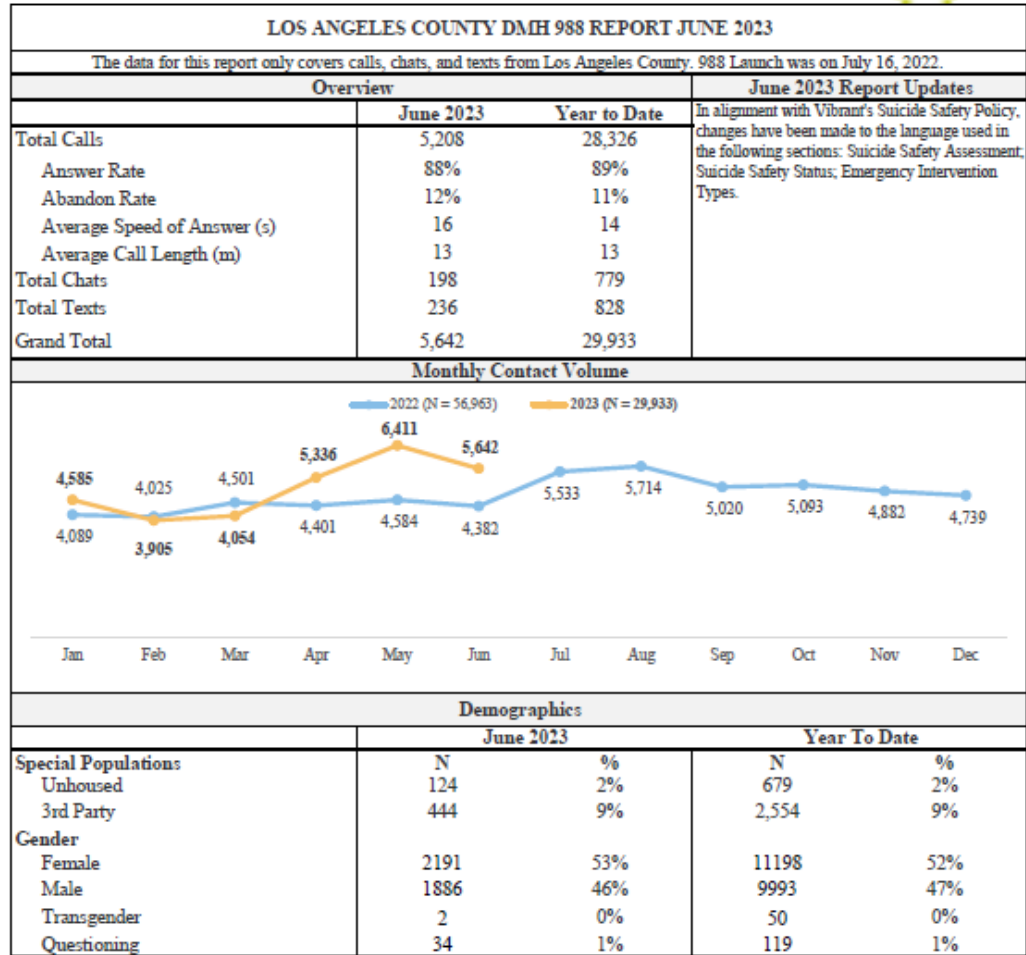 LOS ANGELES COUNTY DMH 988 REPORT JUNE 2023
The data for this report only covers calls, chats, and texts from Los Angeles County. 988 Launch was on July 16, 2022.
Overview
June 2023 Report Updates
June 2023 Year to Date
In alignment with Vibrant's Suicide Safety Policy,
changes have been made to the language used in
the following sections: Suicide Safety Assessment;
Suicide Safety Status; Emergency Intervention
Types.
Total Calls 5,208 28,326
Answer Rate 88% 89%
Abandon Rate 12% 11%
Average Speed of Answer (s) 16 14
Average Call Length (m) 13 13
Total Chats 198 779
Total Texts 236 828
Grand Total 5,642 29,933
Monthly Contact Volume
2022 (N = 56,963) 2023 (N = 29,933)
4,585 4,025 4,501 5,336 6,411 5,642
4,089 3,905 4,054 4,401 4,584 4,382 5,533 5,714 5,020 5,093 4,882 4,739
Jan Feb Mar Apr May Jun Jul Aug Sep Oct Nov Dec
Demographics
June 2023 Year To Date
Special Populations N % N %
Unhoused 124 2% 679 2%
3rd Party 444 9% 2,554 9%
Gender
Female 2191 53% 11198 52%
Male 1886 46% 9993 47%
Transgender 2 0% 50 0%
Questioning 34 1% 119 1%